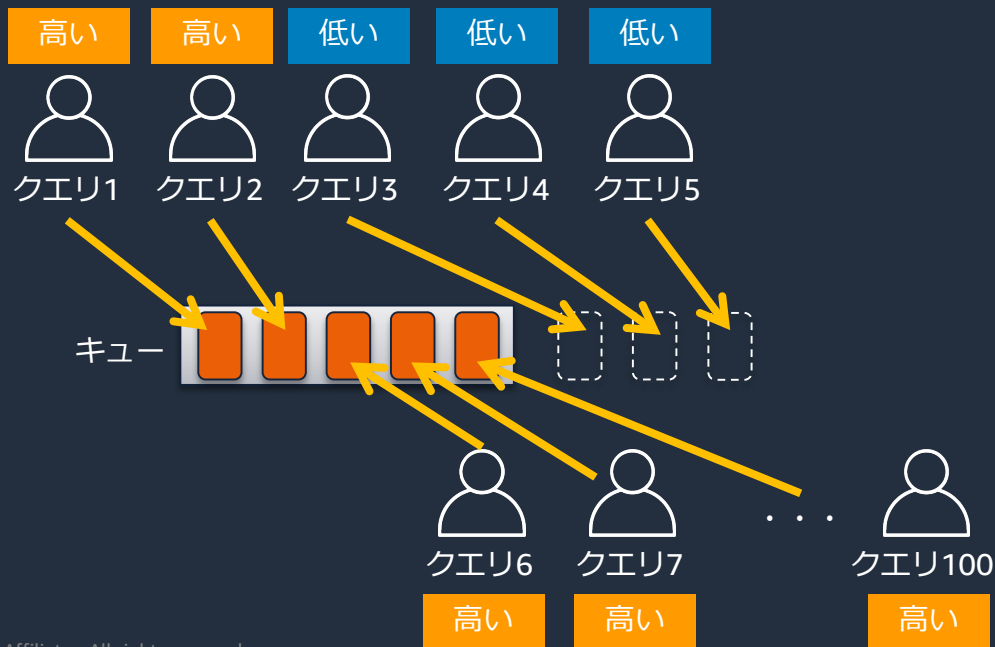 高い 高い 低い 低い 低い
クエリ1 クエリ2 クエリ3 クエリ4 クエリ5
キュー
・・・
クエリ6 クエリ7 クエリ100
高い 高い 高い